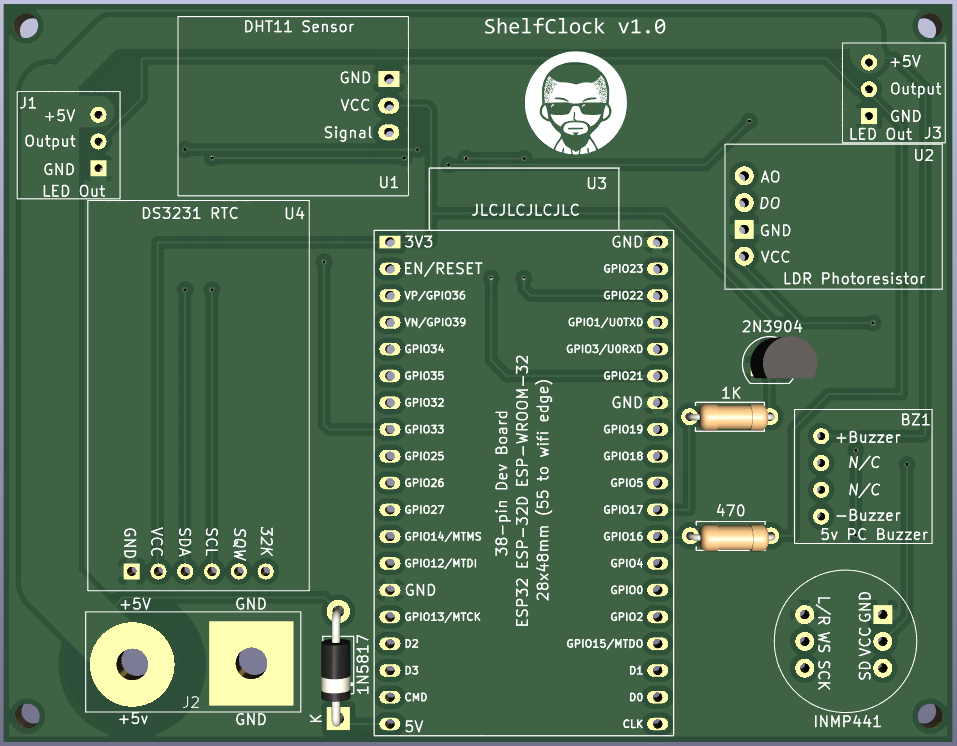 ShelfClock v1.0
DHT11 Sensor
GND
VCC
Signal
U1
J1
+5V
Output
GND
LED Out
+5V
Output
GND
LED Out J3
U2
AO
DO
GND
VCC
LDR Photoresistor
DS3231 RTC U4
GND
VCC
SDA
SCL
SQW
32K
U3
JLCJLCJLCJLC
3V3
EN/RESET
VP/GPIO36
VN/GPIO39
GPIO34
GPIO35
GPIO32
GPIO33
GPIO25
GPIO26
GPIO27
GPIO14/MTMS
GPIO12/MTDI
GND
GPIO13/MTCK
D2
D3
CMD
5V
38-pin Dev Board
ESP32 ESP-32D ESP-WROOM-32
28x48mm (55 to wifi edge)
GND
GPIO23
GPIO22
GPIO1/U0TXD
GPIO3/U0RXD
GPIO21
GND
GPIO19
GPIO18
GPIO5
GPIO17
GPIO16
GPIO4
GPIO0
GPIO2
GPIO15/MTDO
D1
D0
CLK
2N3904
1K
470
BZ1
+Buzzer
N/C
N/C
-Buzzer
5v PC Buzzer
L/R
WS
SCK
GND
VCC
SD
INMP441
+5V
GND
J2
+5v
GND
1N5817
K